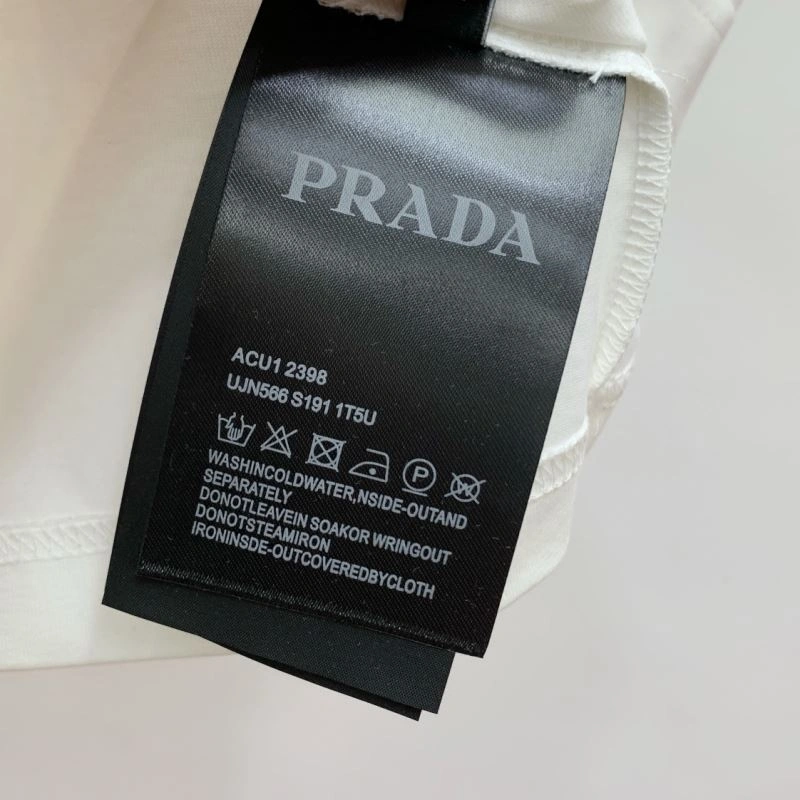 PRADA
ACU1 2398
UJN566 S191 1T5U
P
WASHINCOLDWATER,NSIDE-OUTAND
SEPARATELY
DONOTLEAVEIN SOAKOR WRINGOUT
DONOTSTEAMIRON
IRONINSDE-OUTCOVEREDBYCLOTH